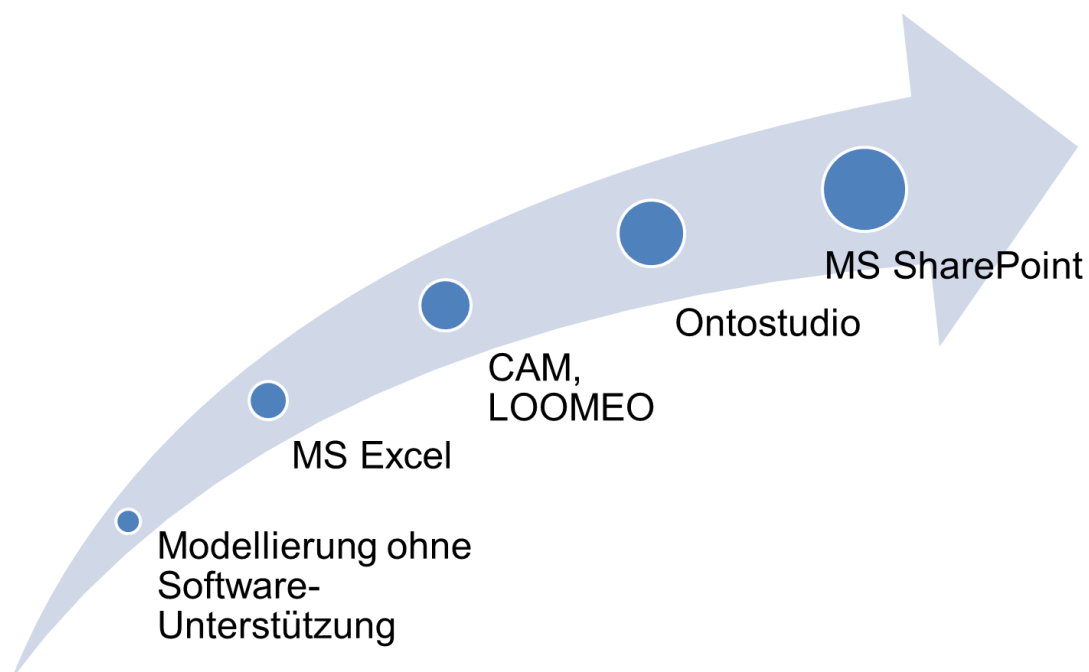 MS SharePoint
Ontostudio
CAM,
LOOMEO
MS Excel
Modellierung ohne
Software-
Unterstützung